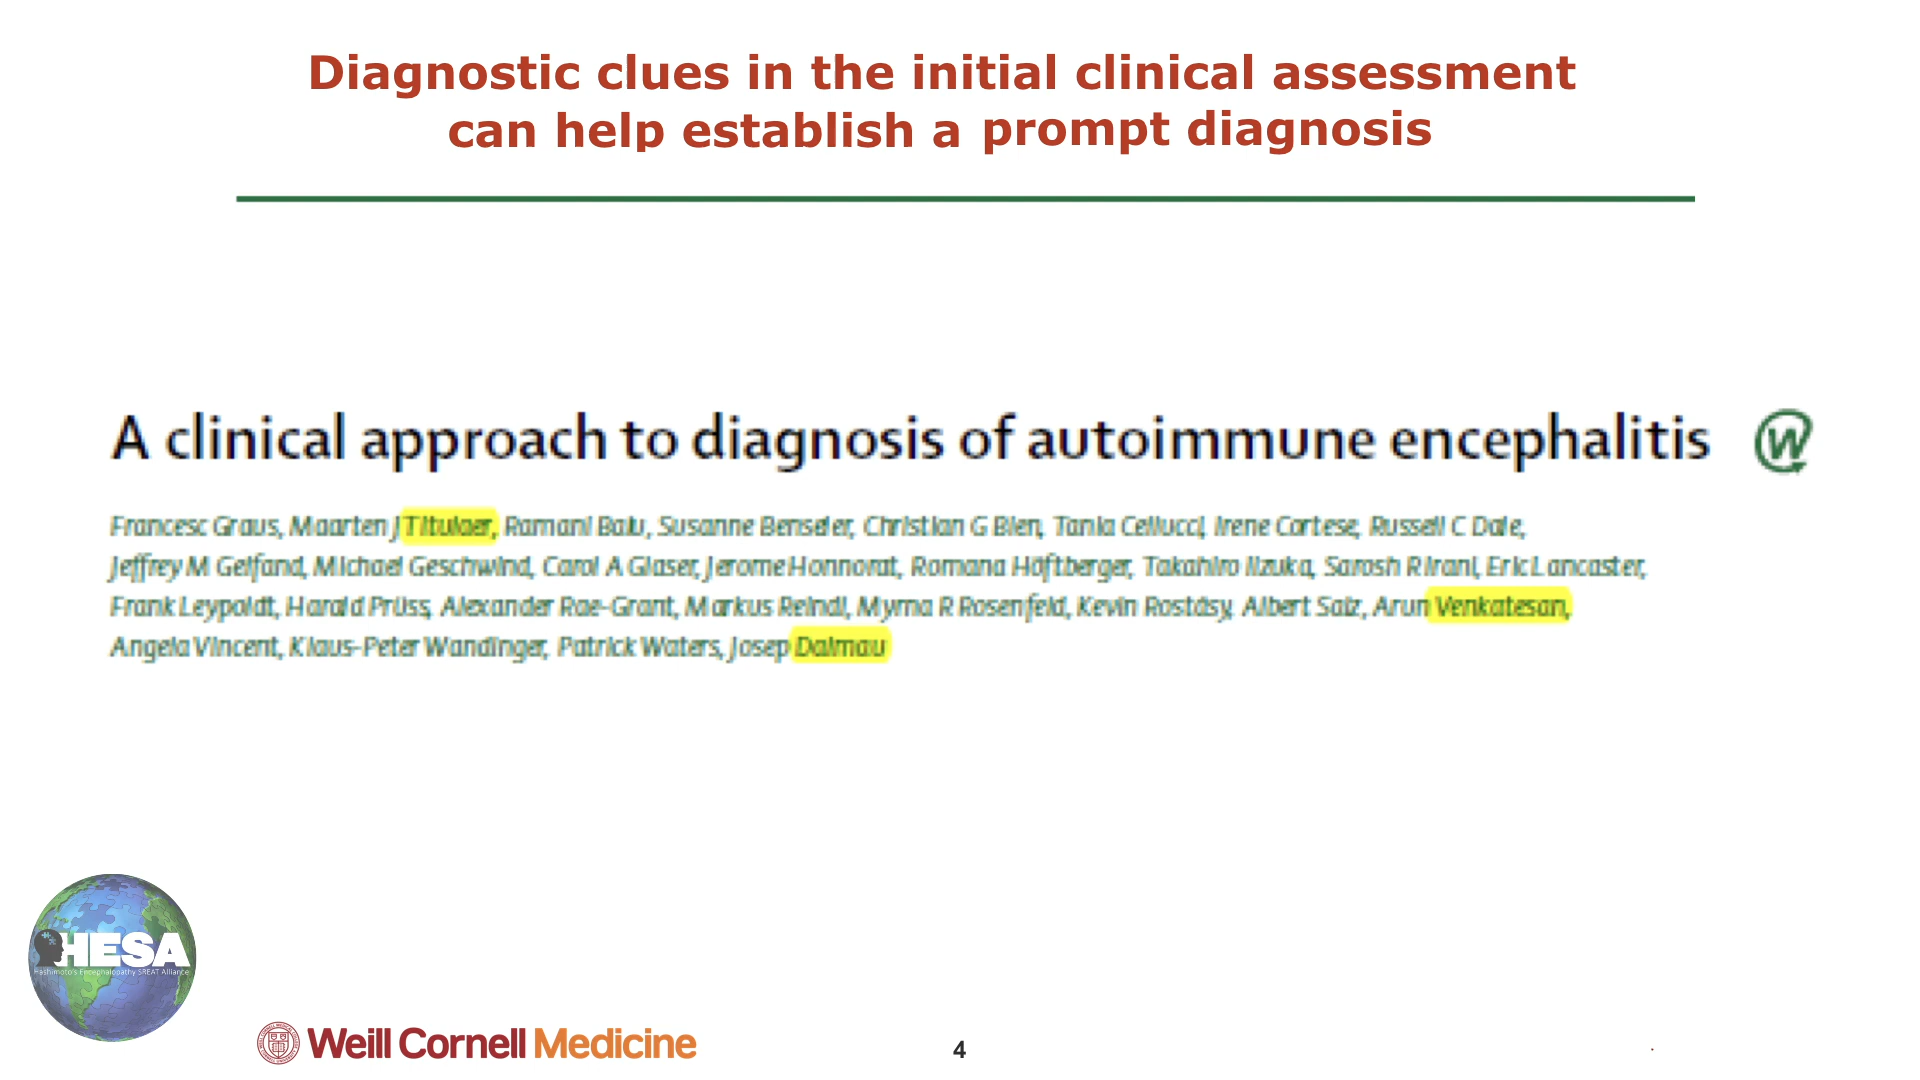 Diagnostic clues in the initial clinical assessment
can help establish a prompt diagnosis
A clinical approach to diagnosis of autoimmune encephalitis
Francesc Graus, Maarten J Titulaer, Ramani Balu, Susanne Benseler, Christian G Bien, Tania Cellucci, Irene Cortese, Russell C Dale,
Jeffrey M Gelfand, Michael Geschwind, Carol A Glaser, Jerome Honnorat, Romana Höftberger, Takahiro Iizuka, Sarosh R Irani, Eric Lancaster,
Frank Leypoldt, Harald Prüss, Alexander Rae-Grant, Markus Reindl, Myrna R Rosenfeld, Kevin Rostásy, Albert Saiz, Arun Venkatesan,
Angela Vincent, Klaus-Peter Wandinger, Patrick Waters, Josep Dalmau
HESA
Hashimoto's Encephalopathy SREAT Alliance
Weill Cornell Medicine
4